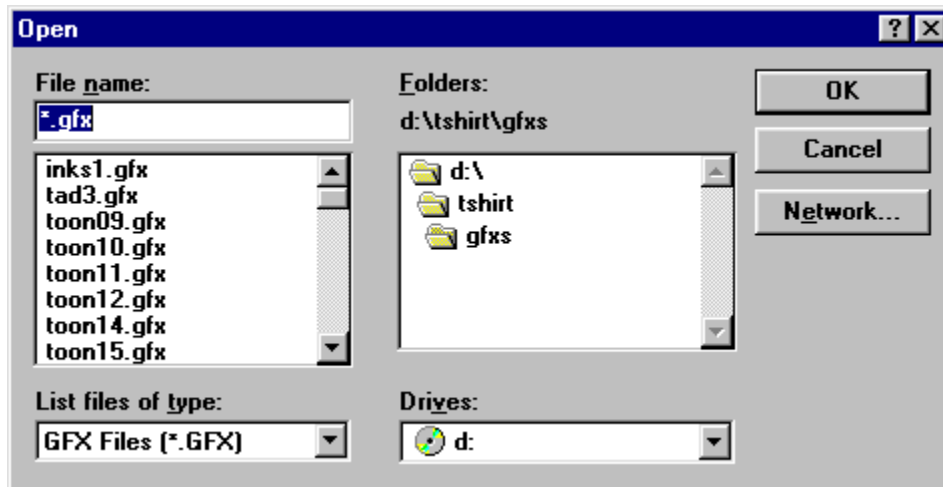 Open
File name:
*.gfx
inks1.gfx
tad3.gfx
toon09.gfx
toon10.gfx
toon11.gfx
toon12.gfx
toon14.gfx
toon15.gfx
List files of type:
GFX Files (*.GFX)
Folders:
d:\tshirt\gfxs
d:\
tshirt
gfxs
Drives:
d:
OK
Cancel
Network...